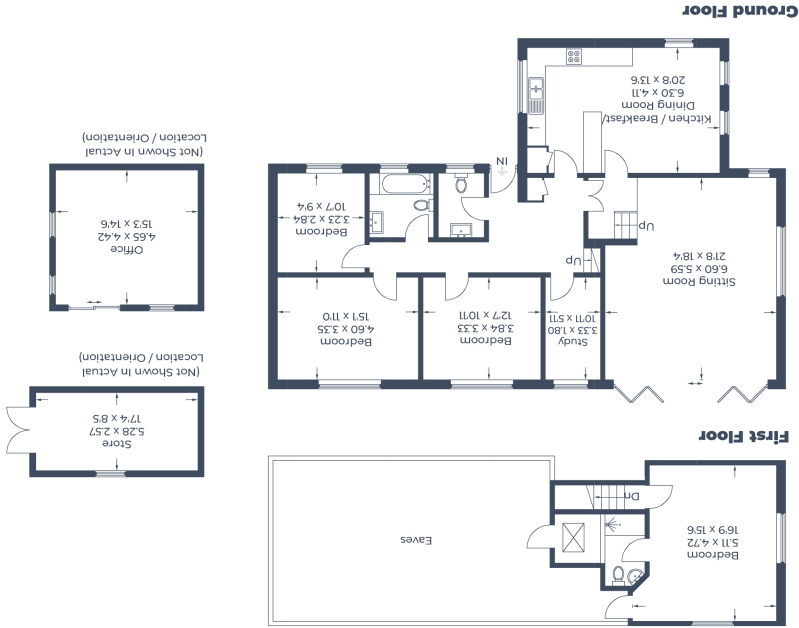 First Floor
Bedroom
5.11 x 4.72
16'9 x 15'6
Dn
Eaves
Store
5.28 x 2.57
17'4 x 8'5
(Not Shown In Actual
Location / Orientation)
Ground Floor
Sitting Room
6.60 x 5.59
21'8 x 18'4
Study
3.33 x 1.80
10'11 x 5'11
Bedroom
3.84 x 3.33
12'7 x 10'11
Bedroom
4.60 x 3.35
15'1 x 11'0
Up
Up
Bedroom
3.23 x 2.84
10'7 x 9'4
IN
Kitchen / Breakfast/
Dining Room
6.30 x 4.11
20'8 x 13'6
Office
4.65 x 4.42
15'3 x 14'6
(Not Shown In Actual
Location / Orientation)